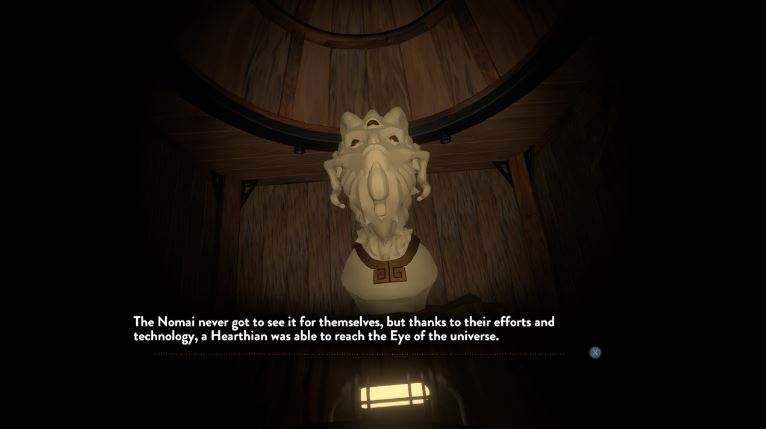 The Nomai never got to see it for themselves, but thanks to their efforts and
technology, a Hearthian was able to reach the Eye of the universe.
X